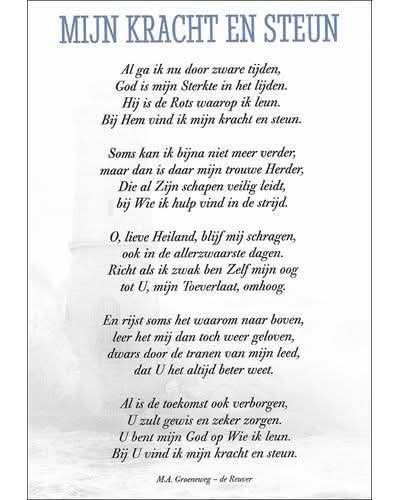 MIJN KRACHT EN STEUN
Al ga ik nu door zware tijden,
God is mijn Sterkte in het lijden.
Hij is de Rots waarop ik leun.
Bij Hem vind ik mijn kracht en steun.
Soms kan ik bijna niet meer verder,
maar dan is daar mijn trouwe Herder,
Die al Zijn schapen veilig leidt,
bij Wie ik hulp vind in de strijd.
O, lieve Heiland, blijf mij schragen,
ook in de allerzwaarste dagen.
Richt als ik zwak ben Zelf mijn oog
tot U, mijn Toeverlaat, omhoog.
En rijst soms het waarom naar boven,
leer het mij dan toch weer geloven,
dwars door de tranen van mijn leed,
dat U het altijd beter weet.
Al is de toekomst ook verborgen,
U zult gewis en zeker zorgen.
U bent mijn God op Wie ik leun.
Bij U vind ik mijn kracht en steun.
M.A. Groeneweg – de Reuver